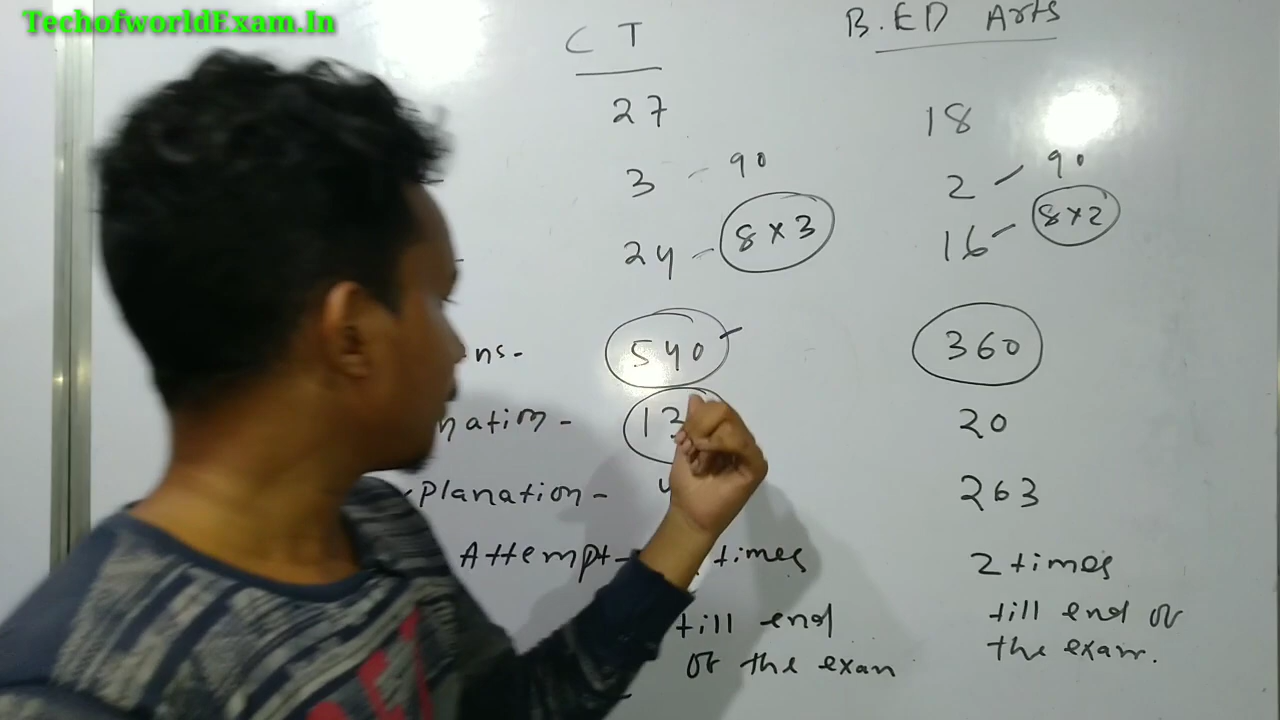 TechofworldExam.In
CT B.ED Arts
27 18
3 - 90 2 - 90
24 - 8 x 3 16 - 8 x 2
ns- 540 360
nation - 13 20
planation - 263
Attempt- times 2 times
till end till end of
of the exam the exam.